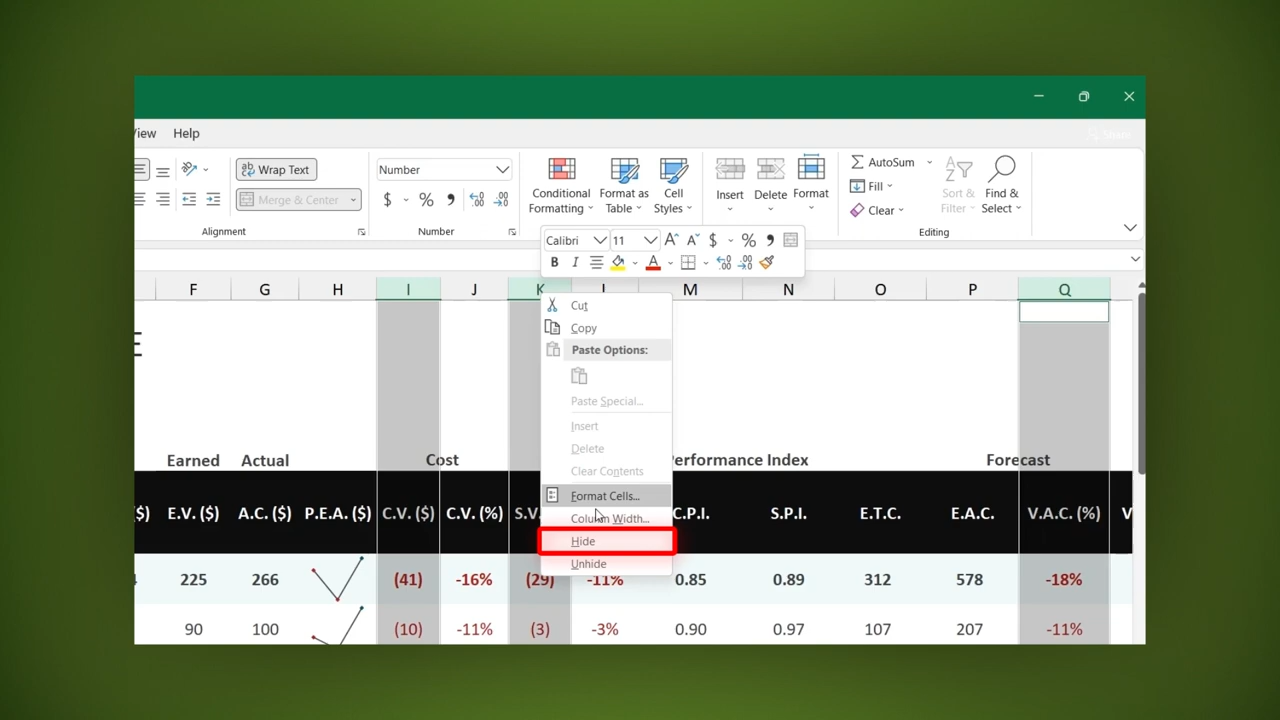 View Help
Wrap Text
Number
Merge & Center
$ % ,
Conditional Formatting
Format as Table
Cell Styles
Insert
Delete
Format
AutoSum
Fill
Clear
Sort & Filter
Find & Select
Alignment
Number
Editing
Calibri 11 A A $ % ,
B I A
F G H I J K L M N O P Q
Cut
Copy
Paste Options:
Paste Special...
Insert
Delete
Clear Contents
Format Cells...
Column Width...
Hide
Unhide
E
Earned Actual Cost erformance Index Forecast
($) E.V. ($) A.C. ($) P.E.A. ($) C.V. ($) C.V. (%) S.V. C.P.I. S.P.I. E.T.C. E.A.C. V.A.C. (%) V
225 266 (41) -16% (29) -11% 0.85 0.89 312 578 -18%
90 100 (10) -11% (3) -3% 0.90 0.97 107 207 -11%